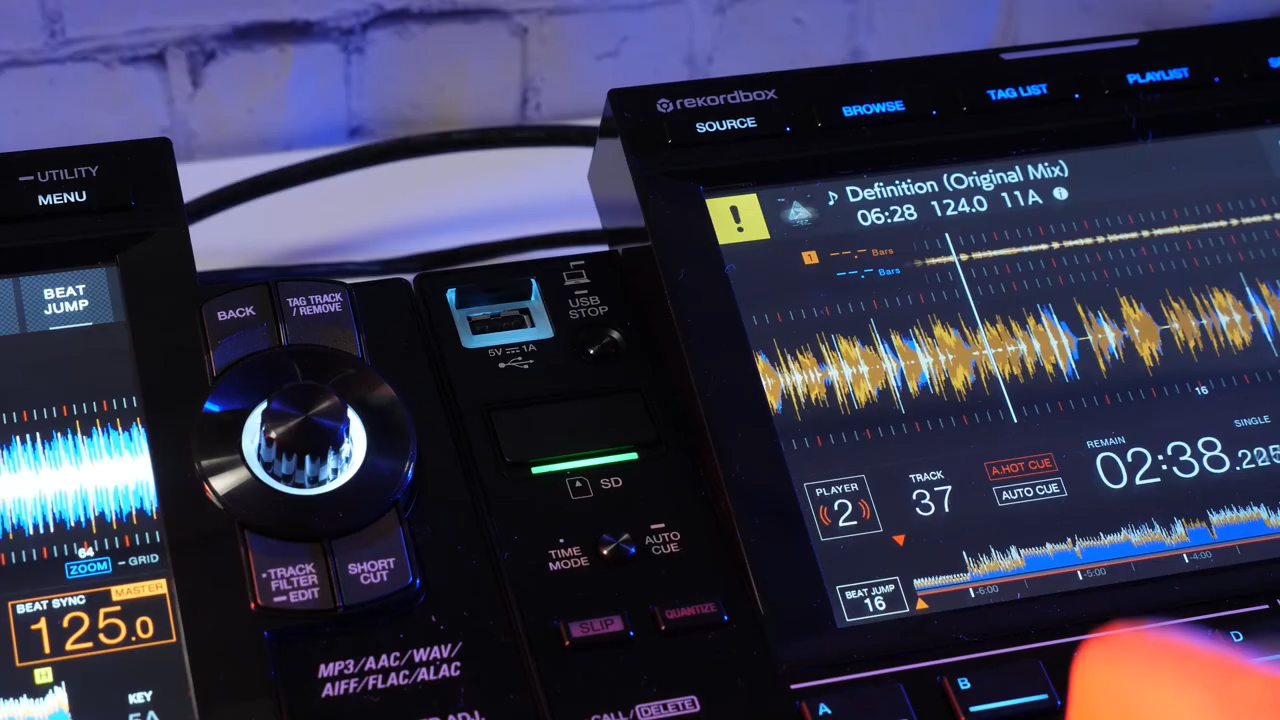 UTILITY
MENU
BEAT
JUMP
64
ZOOM
GRID
BEAT SYNC
MASTER
125.0
H
KEY
5A
BACK
TAG TRACK
/ REMOVE
TRACK
FILTER
EDIT
SHORT
CUT
MP3/AAC/WAV/
AIFF/FLAC/ALAC
USB
STOP
5V 1A
SD
TIME
MODE
AUTO
CUE
SLIP
QUANTIZE
CALL/DELETE
rekordbox
SOURCE
BROWSE
TAG LIST
PLAYLIST
!
Definition (Original Mix)
06:28 124.0 11A
1 --.- Bars
--.- Bars
16
PLAYER
2
TRACK
37
A.HOT CUE
AUTO CUE
REMAIN
SINGLE
02:38.225
BEAT JUMP
16
-6:00
-5:00
-4:00
A
B
D